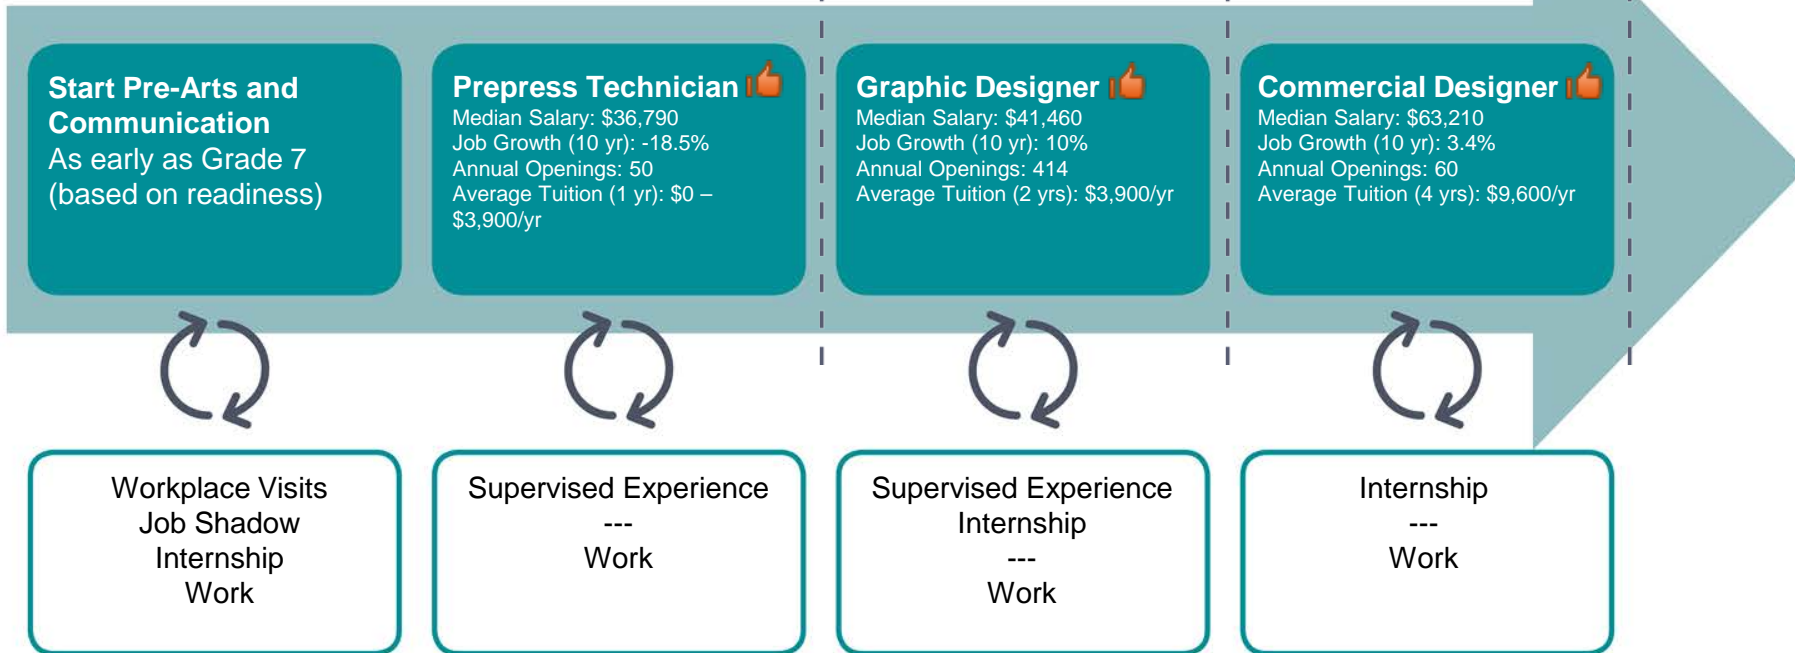 Start Pre-Arts and
Communication
As early as Grade 7
(based on readiness)
Prepress Technician
Median Salary: $36,790
Job Growth (10 yr): -18.5%
Annual Openings: 50
Average Tuition (1 yr): $0 –
$3,900/yr
Graphic Designer
Median Salary: $41,460
Job Growth (10 yr): 10%
Annual Openings: 414
Average Tuition (2 yrs): $3,900/yr
Commercial Designer
Median Salary: $63,210
Job Growth (10 yr): 3.4%
Annual Openings: 60
Average Tuition (4 yrs): $9,600/yr
Workplace Visits
Job Shadow
Internship
Work
Supervised Experience
---
Work
Supervised Experience
Internship
---
Work
Internship
---
Work